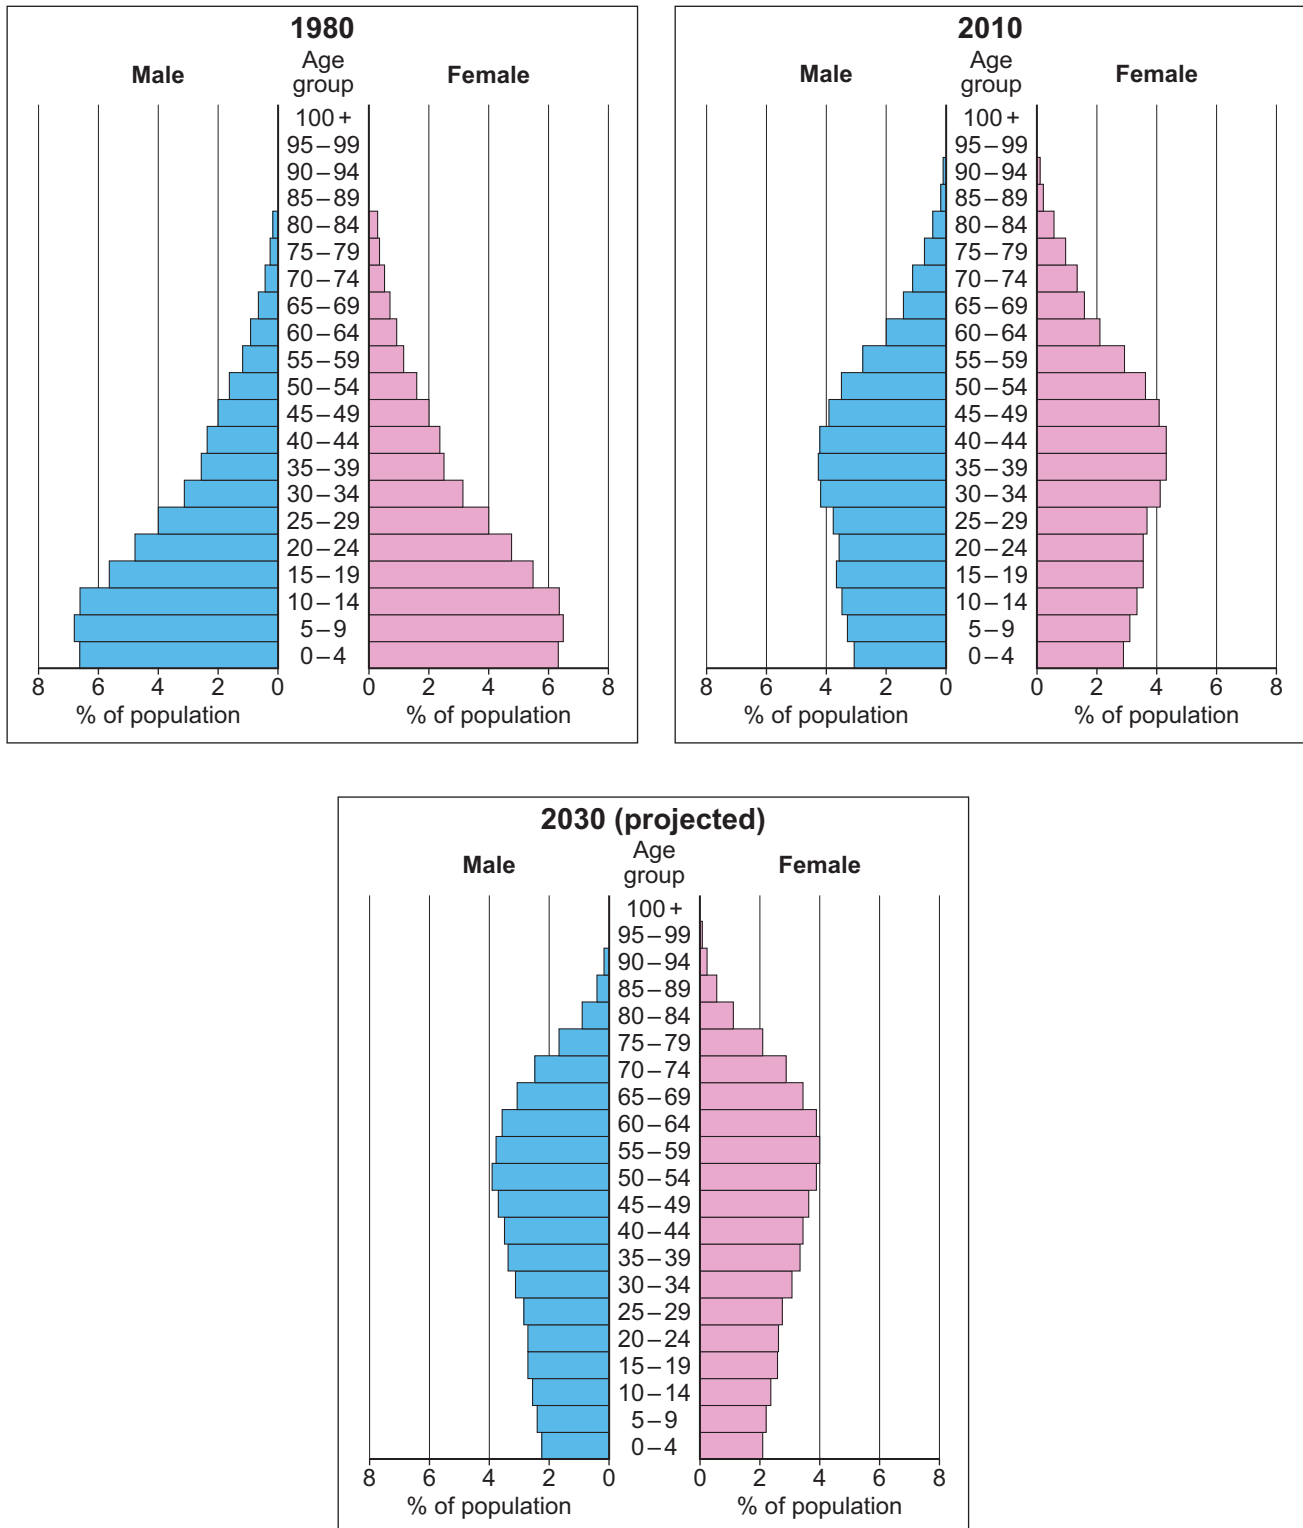 1980
Male
Age
group
Female
100 +
95 – 99
90 – 94
85 – 89
80 – 84
75 – 79
70 – 74
65 – 69
60 – 64
55 – 59
50 – 54
45 – 49
40 – 44
35 – 39
30 – 34
25 – 29
20 – 24
15 – 19
10 – 14
5 – 9
0 – 4
8 6 4 2 0 0 2 4 6 8
% of population % of population
2010
Male
Age
group
Female
100 +
95 – 99
90 – 94
85 – 89
80 – 84
75 – 79
70 – 74
65 – 69
60 – 64
55 – 59
50 – 54
45 – 49
40 – 44
35 – 39
30 – 34
25 – 29
20 – 24
15 – 19
10 – 14
5 – 9
0 – 4
8 6 4 2 0 0 2 4 6 8
% of population % of population
2030 (projected)
Male
Age
group
Female
100 +
95 – 99
90 – 94
85 – 89
80 – 84
75 – 79
70 – 74
65 – 69
60 – 64
55 – 59
50 – 54
45 – 49
40 – 44
35 – 39
30 – 34
25 – 29
20 – 24
15 – 19
10 – 14
5 – 9
0 – 4
8 6 4 2 0 0 2 4 6 8
% of population % of population